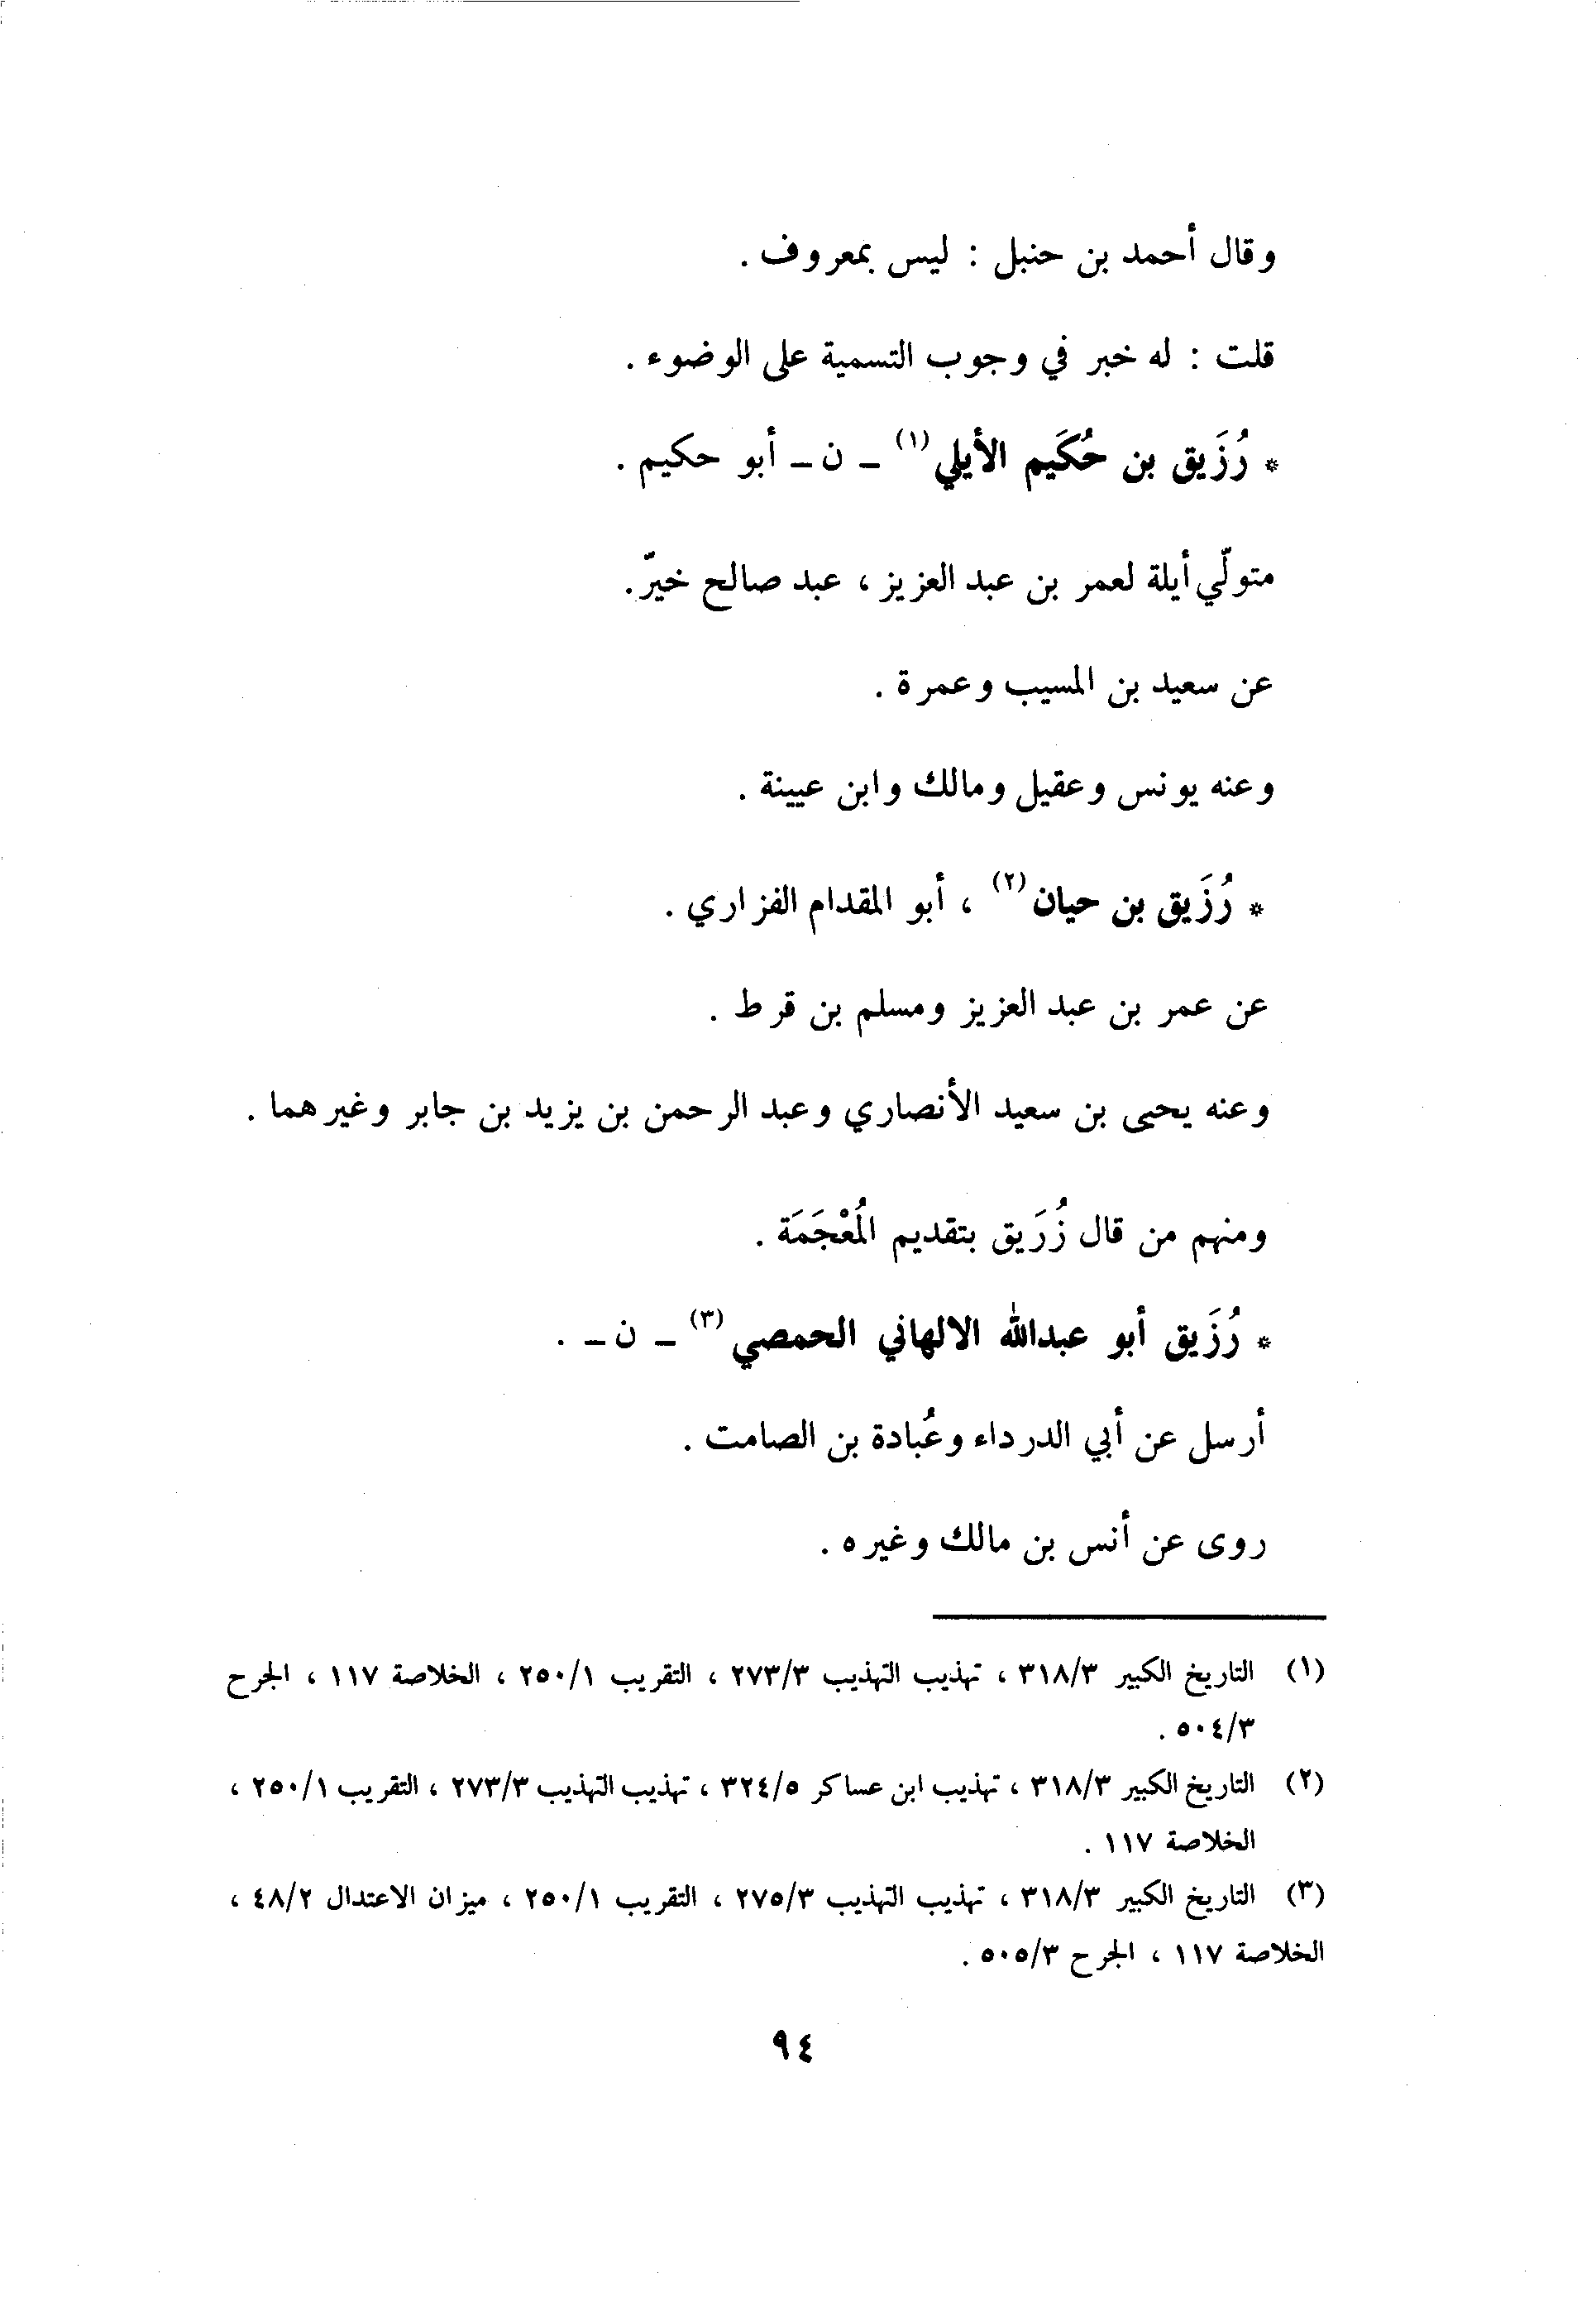 وقال أحمد بن حنبل : ليس بمعروف .
قلت : له خبر في وجوب التسمية على الوضوء .
* رُزَيق بن حُكَيم الأيلي (١) ـ ن ـ أبو حكيم .
متولّي أيلة لعمر بن عبد العزيز ، عبد صالح خيرّ .
عن سعيد بن المسيب وعمرة .
وعنه يونس وعقيل ومالك وابن عيينة .
* رُزَيق بن حيان (٢) ، أبو المقدام الفزاري .
عن عمر بن عبد العزيز ومسلم بن قرط .
وعنه يحيى بن سعيد الأنصاري وعبد الرحمن بن يزيد بن جابر وغيرهما .
ومنهم من قال زُرَيق بتقديم المُعْجَمَة .
* رُزَيق أبو عبدالله الالهاني الحمصي (٣) ـ ن ـ .
أرسل عن أبي الدرداء وعُبادة بن الصامت .
روى عن أنس بن مالك وغيره .
(١) التاريخ الكبير ٣١٨/٣ ، تهذيب التهذيب ٢٧٣/٣ ، التقريب ٢٥٠/١ ، الخلاصة ١١٧ ، الجرح
٥٠٤/٣ .
(٢) التاريخ الكبير ٣١٨/٣ ، تهذيب ابن عساكر ٣٢٤/٥ ، تهذيب التهذيب ٢٧٣/٣ ، التقريب ٢٥٠/١ ،
الخلاصة ١١٧ .
(٣) التاريخ الكبير ٣١٨/٣ ، تهذيب التهذيب ٢٧٥/٣ ، التقريب ٢٥٠/١ ، ميزان الاعتدال ٤٨/٢ ،
الخلاصة ١١٧ ، الجرح ٥٠٥/٣ .
٩٤